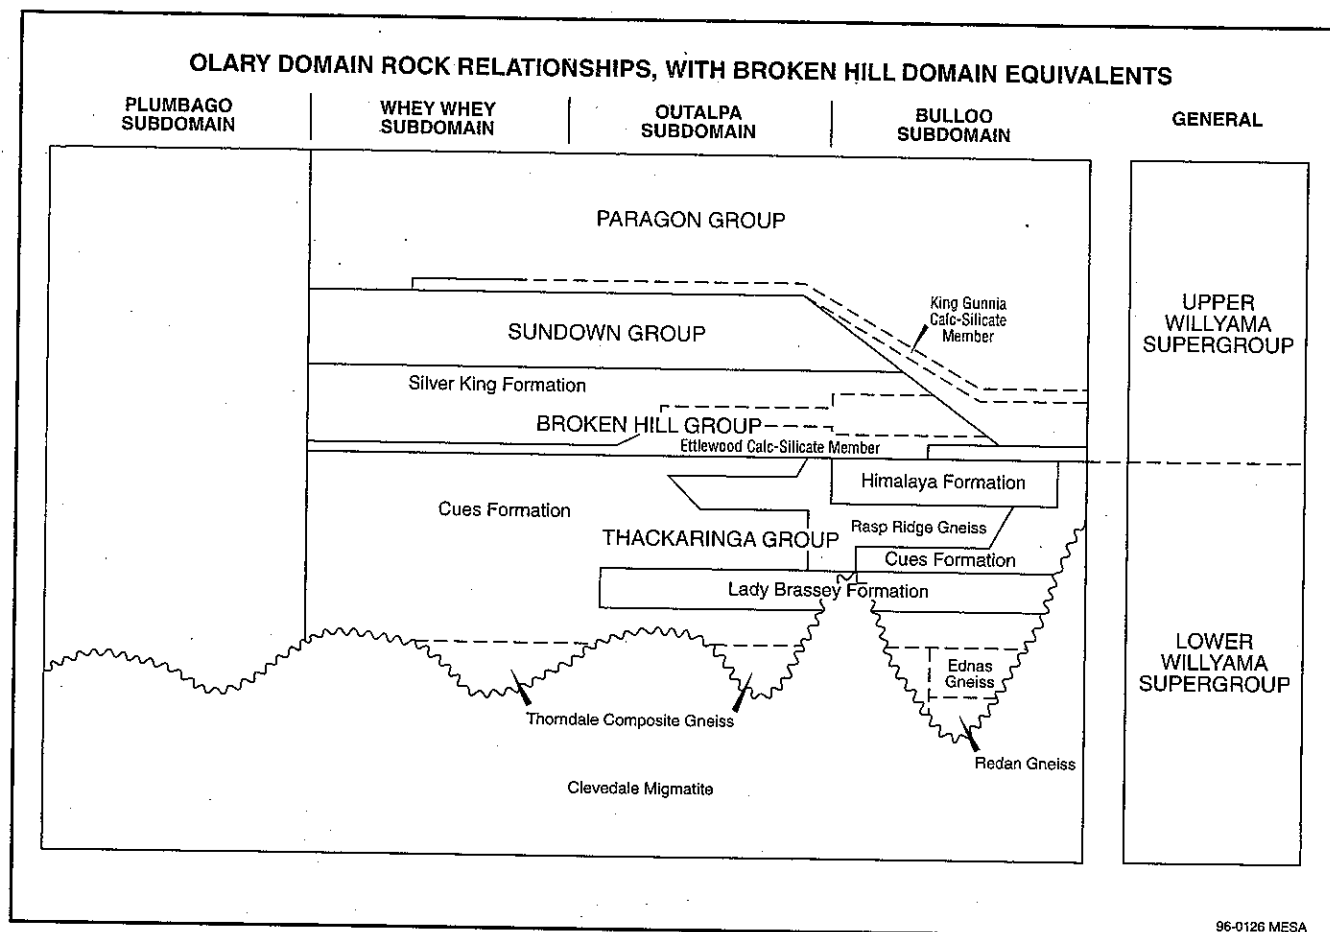 OLARY DOMAIN ROCK RELATIONSHIPS, WITH BROKEN HILL DOMAIN EQUIVALENTS
PLUMBAGO
SUBDOMAIN
WHEY WHEY
SUBDOMAIN
OUTALPA
SUBDOMAIN
BULLOO
SUBDOMAIN
GENERAL
PARAGON GROUP
King Gunnia
Calc-Silicate
Member
UPPER
WILLYAMA
SUPERGROUP
SUNDOWN GROUP
Silver King Formation
BROKEN HILL GROUP
Ettlewood Calc-Silicate Member
Himalaya Formation
Cues Formation
Rasp Ridge Gneiss
THACKARINGA GROUP
Cues Formation
Lady Brassey Formation
LOWER
WILLYAMA
SUPERGROUP
Ednas
Gneiss
Thorndale Composite Gneiss
Redan Gneiss
Clevedale Migmatite
96-0126 MESA